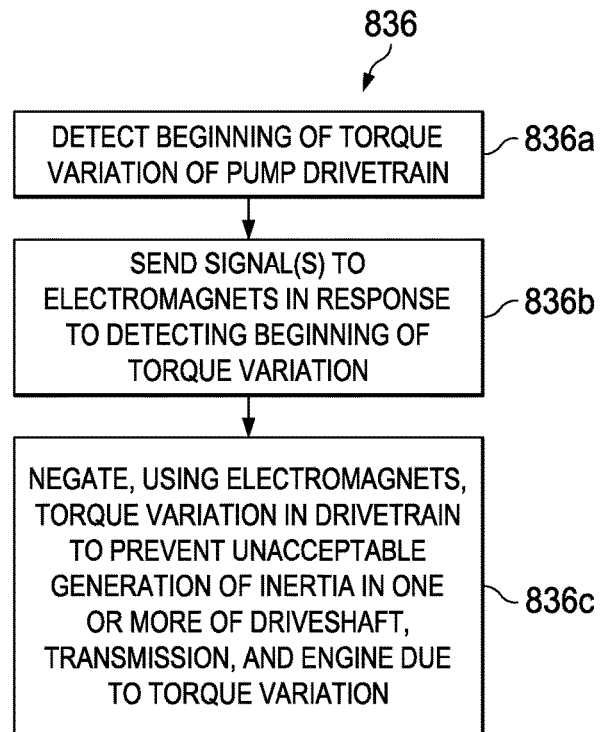 836
DETECT BEGINNING OF TORQUE
VARIATION OF PUMP DRIVETRAIN
836a
SEND SIGNAL(S) TO
ELECTROMAGNETS IN RESPONSE
TO DETECTING BEGINNING OF
TORQUE VARIATION
836b
NEGATE, USING ELECTROMAGNETS,
TORQUE VARIATION IN DRIVETRAIN
TO PREVENT UNACCEPTABLE
GENERATION OF INERTIA IN ONE
OR MORE OF DRIVESHAFT,
TRANSMISSION, AND ENGINE DUE
TO TORQUE VARIATION
836c